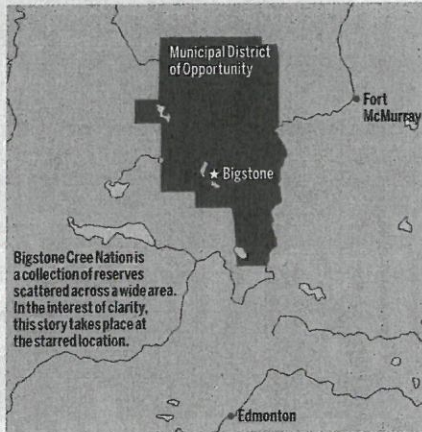 Municipal District
of Opportunity
Fort
McMurray
Bigstone
Bigstone Cree Nation is
a collection of reserves
scattered across a wide area.
In the interest of clarity,
this story takes place at
the starred location.
Edmonton